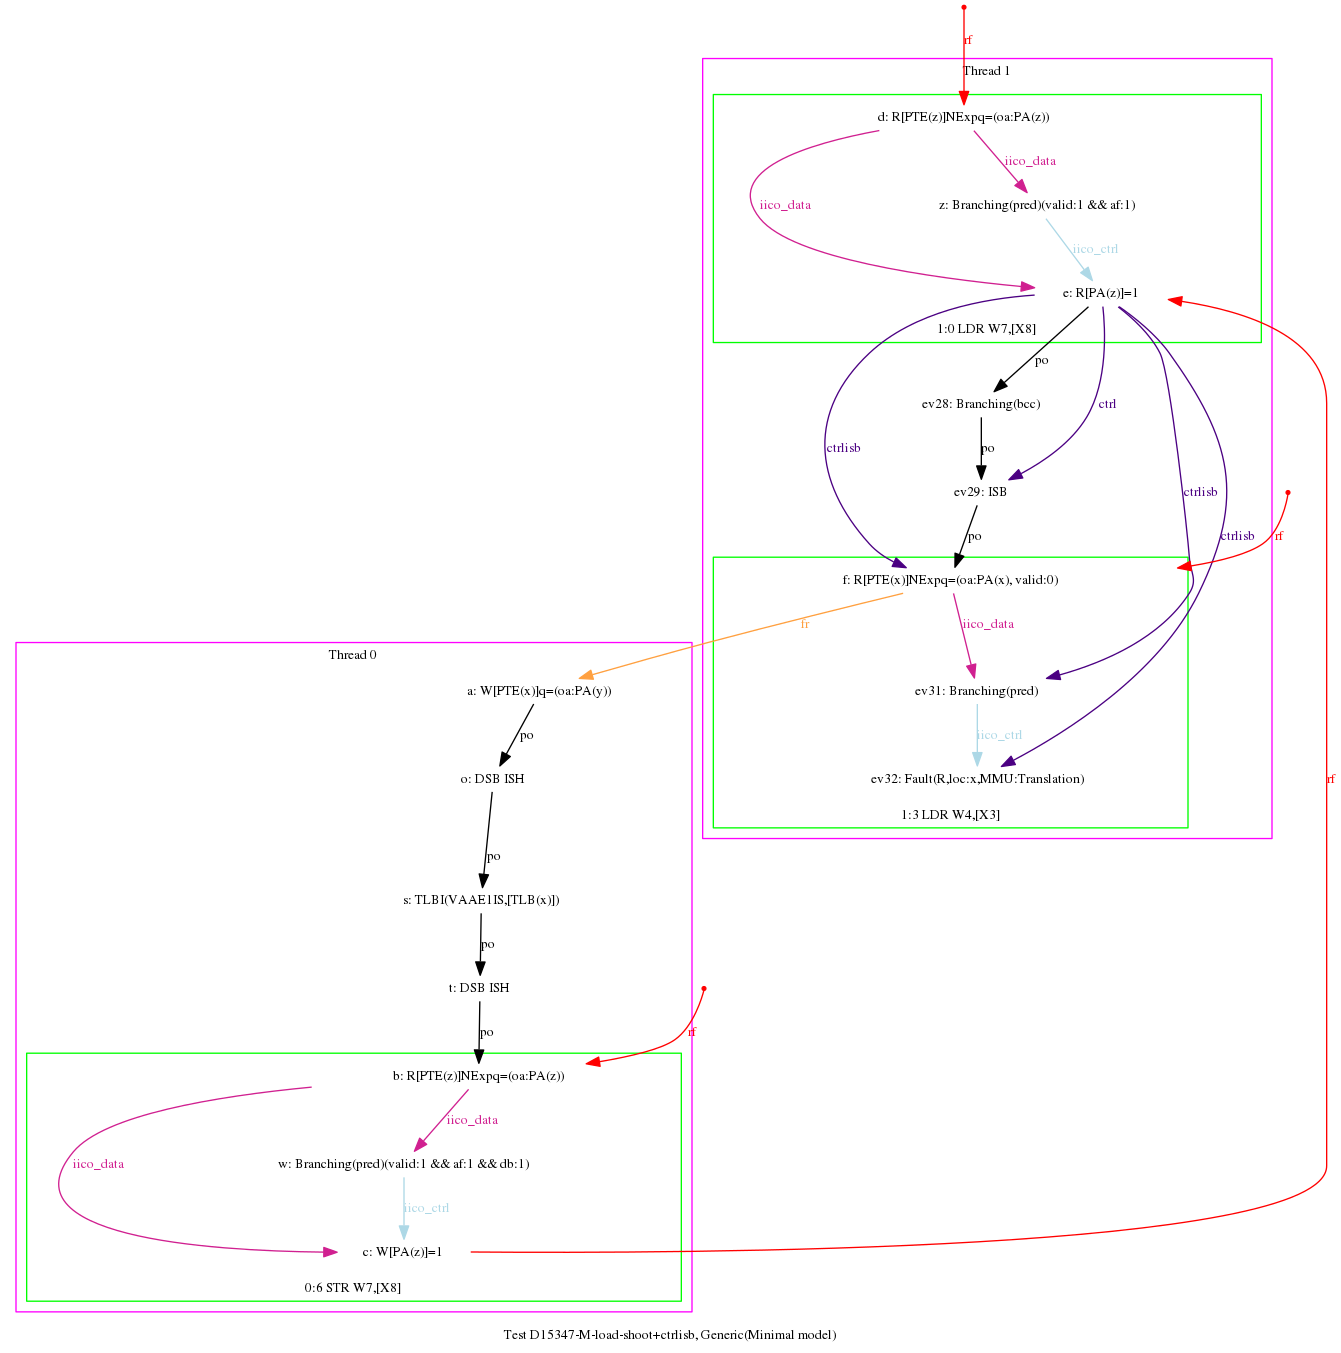 rf
Thread 1
d: R[PTE(z)]NExpq=(oa:PA(z))
iico_data
z: Branching(pred)(valid:1 && af:1)
iico_data
iico_ctrl
e: R[PA(z)]=1
1:0 LDR W7,[X8]
po
ev28: Branching(bcc)
ctrl
ctrlisb
po
ev29: ISB
ctrlisb
po
ctrlisb
rf
f: R[PTE(x)]NExpq=(oa:PA(x), valid:0)
fr
iico_data
Thread 0
a: W[PTE(x)]q=(oa:PA(y))
ev31: Branching(pred)
po
iico_ctrl
o: DSB ISH
ev32: Fault(R,loc:x,MMU:Translation)
rf
1:3 LDR W4,[X3]
po
s: TLBI(VAAE1IS,[TLB(x)])
po
t: DSB ISH
po
rf
b: R[PTE(z)]NExpq=(oa:PA(z))
iico_data
iico_data
w: Branching(pred)(valid:1 && af:1 && db:1)
iico_ctrl
c: W[PA(z)]=1
0:6 STR W7,[X8]
Test D15347-M-load-shoot+ctrlisb, Generic(Minimal model)